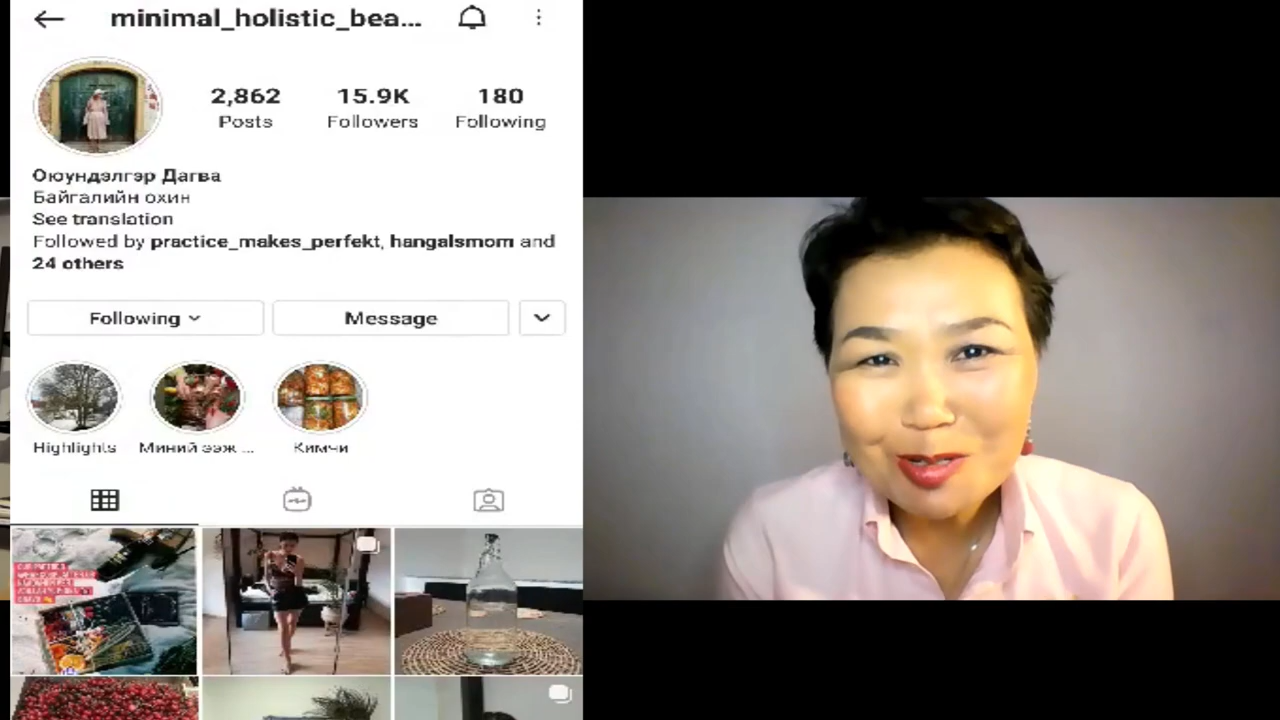 minimal_holistic_bea...
2,862 15.9K 180
Posts Followers Following
Оюундэлгэр Дагва
Байгалийн охин
See translation
Followed by practice_makes_perfekt, hangalsmom and
24 others
Following Message
Highlights Миний ээж ... Кимчи